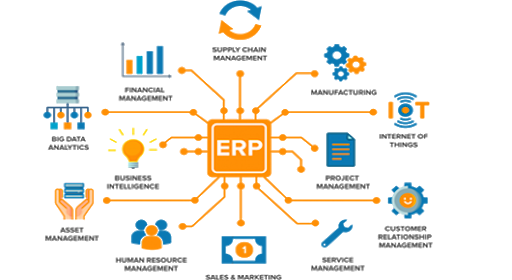 SUPPLY CHAIN
MANAGEMENT
FINANCIAL
MANAGEMENT
MANUFACTURING
BIG DATA
ANALYTICS
IoT
INTERNET OF
THINGS
ERP
BUSINESS
INTELLIGENCE
PROJECT
MANAGEMENT
ASSET
MANAGEMENT
CUSTOMER
RELATIONSHIP
MANAGEMENT
HUMAN RESOURCE
MANAGEMENT
1
SALES & MARKETING
SERVICE
MANAGEMENT